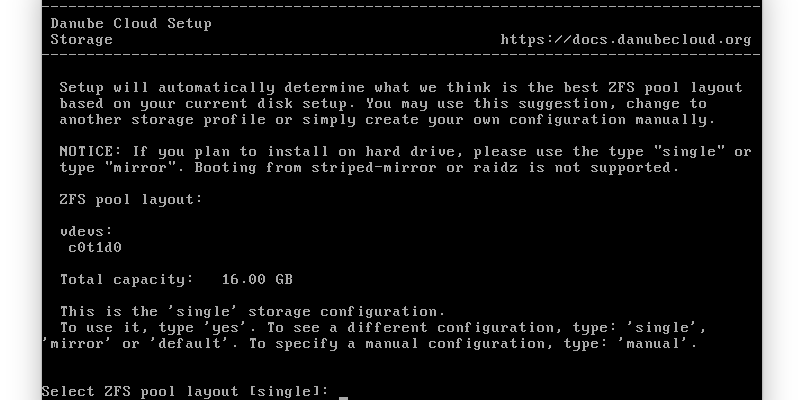 Danube Cloud Setup
Storage https://docs.danubecloud.org
Setup will automatically determine what we think is the best ZFS pool layout
based on your current disk setup. You may use this suggestion, change to
another storage profile or simply create your own configuration manually.
NOTICE: If you plan to install on hard drive, please use the type "single" or
type "mirror". Booting from striped-mirror or raidz is not supported.
ZFS pool layout:
vdevs:
c0t1d0
Total capacity: 16.00 GB
This is the 'single' storage configuration.
To use it, type 'yes'. To see a different configuration, type: 'single',
'mirror' or 'default'. To specify a manual configuration, type: 'manual'.
Select ZFS pool layout [single]: _